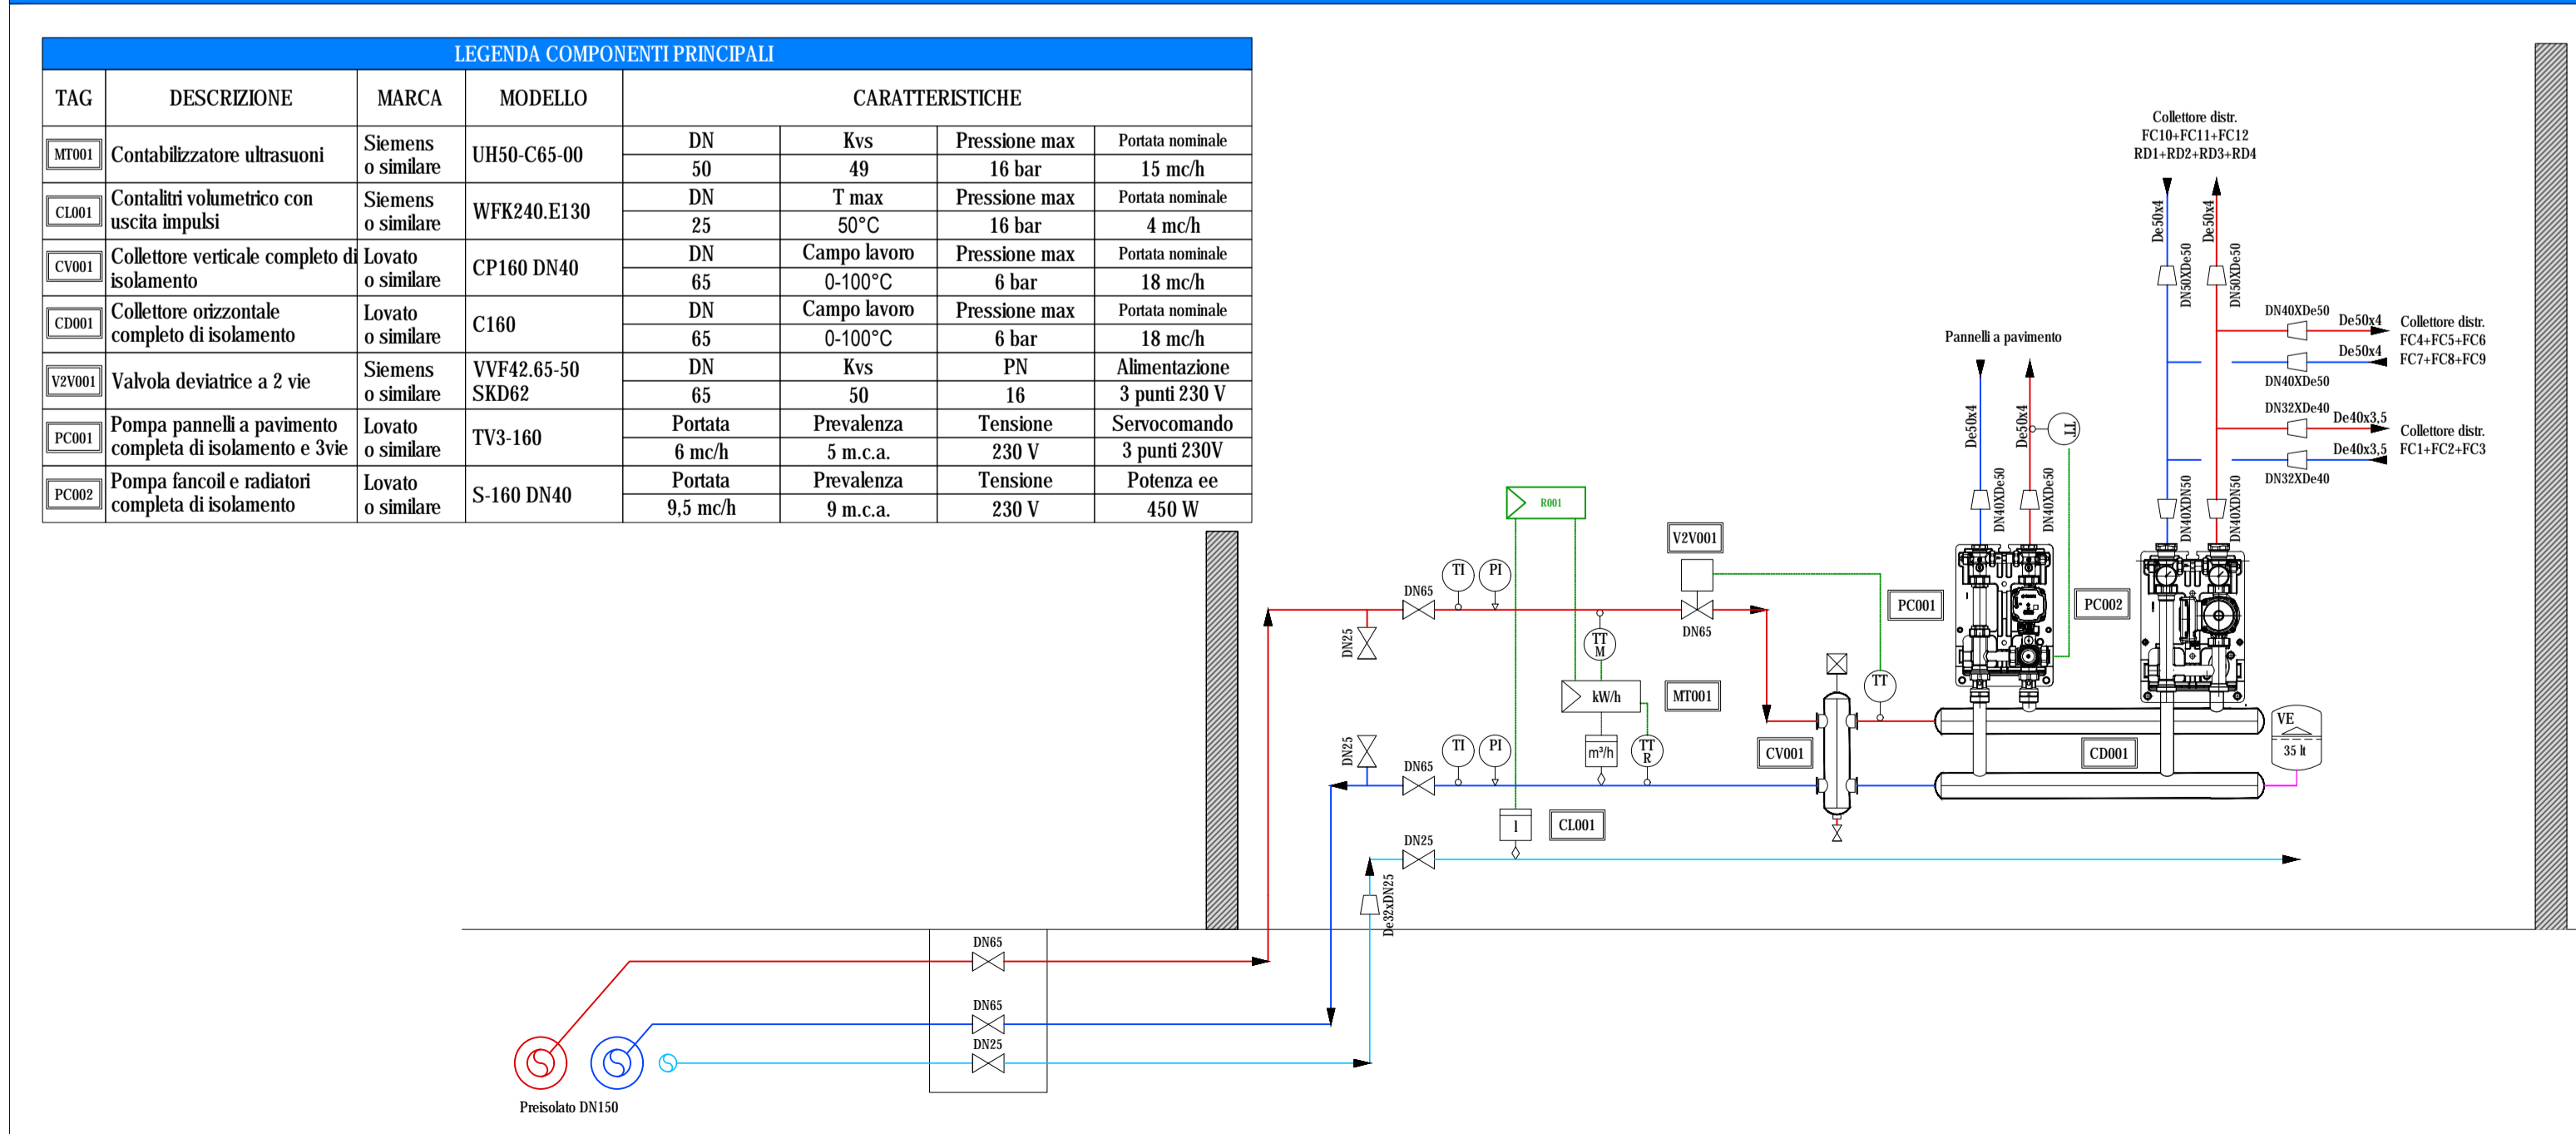 LEGENDA COMPONENTI PRINCIPALI
TAG DESCRIZIONE MARCA MODELLO CARATTERISTICHE
MT001 Contabilizzatore ultrasuoni Siemens o similare UH50-C65-00
DN Kvs Pressione max Portata nominale
50 49 16 bar 15 mc/h
CL001 Contalitri volumetrico con uscita impulsi Siemens o similare WFK240.E130
DN T max Pressione max Portata nominale
25 50°C 16 bar 4 mc/h
CV001 Collettore verticale completo di isolamento Lovato o similare CP160 DN40
DN Campo lavoro Pressione max Portata nominale
65 0-100°C 6 bar 18 mc/h
CD001 Collettore orizzontale completo di isolamento Lovato o similare C160
DN Campo lavoro Pressione max Portata nominale
65 0-100°C 6 bar 18 mc/h
V2V001 Valvola deviatrice a 2 vie Siemens o similare VVF42.65-50 SKD62
DN Kvs PN Alimentazione
65 50 16 3 punti 230 V
PC001 Pompa pannelli a pavimento completa di isolamento e 3vie Lovato o similare TV3-160
Portata Prevalenza Tensione Servocomando
6 mc/h 5 m.c.a. 230 V 3 punti 230V
PC002 Pompa fancoil e radiatori completa di isolamento Lovato o similare S-160 DN40
Portata Prevalenza Tensione Potenza ee
9,5 mc/h 9 m.c.a. 230 V 450 W
Collettore distr.
FC10+FC11+FC12
RD1+RD2+RD3+RD4
De50x4
De50x4
DN50XDe50
DN50XDe50
DN40XDe50
De50x4
Collettore distr.
FC4+FC5+FC6
FC7+FC8+FC9
De50x4
DN40XDe50
DN32XDe40
De40x3,5
Collettore distr.
FC1+FC2+FC3
De40x3,5
DN32XDe40
Pannelli a pavimento
De50x4
De50x4
TT
DN40XDe50
DN40XDe50
DN40XDN50
DN40XDN50
R001
V2V001
TI
PI
DN65
DN25
DN65
TT
M
PC001
PC002
kW/h
MT001
TT
DN25
TI
PI
DN65
m³/h
TT
R
CV001
CD001
VE
35 lt
l
CL001
DN25
De32xDN25
DN65
DN65
DN25
Preisolato DN150